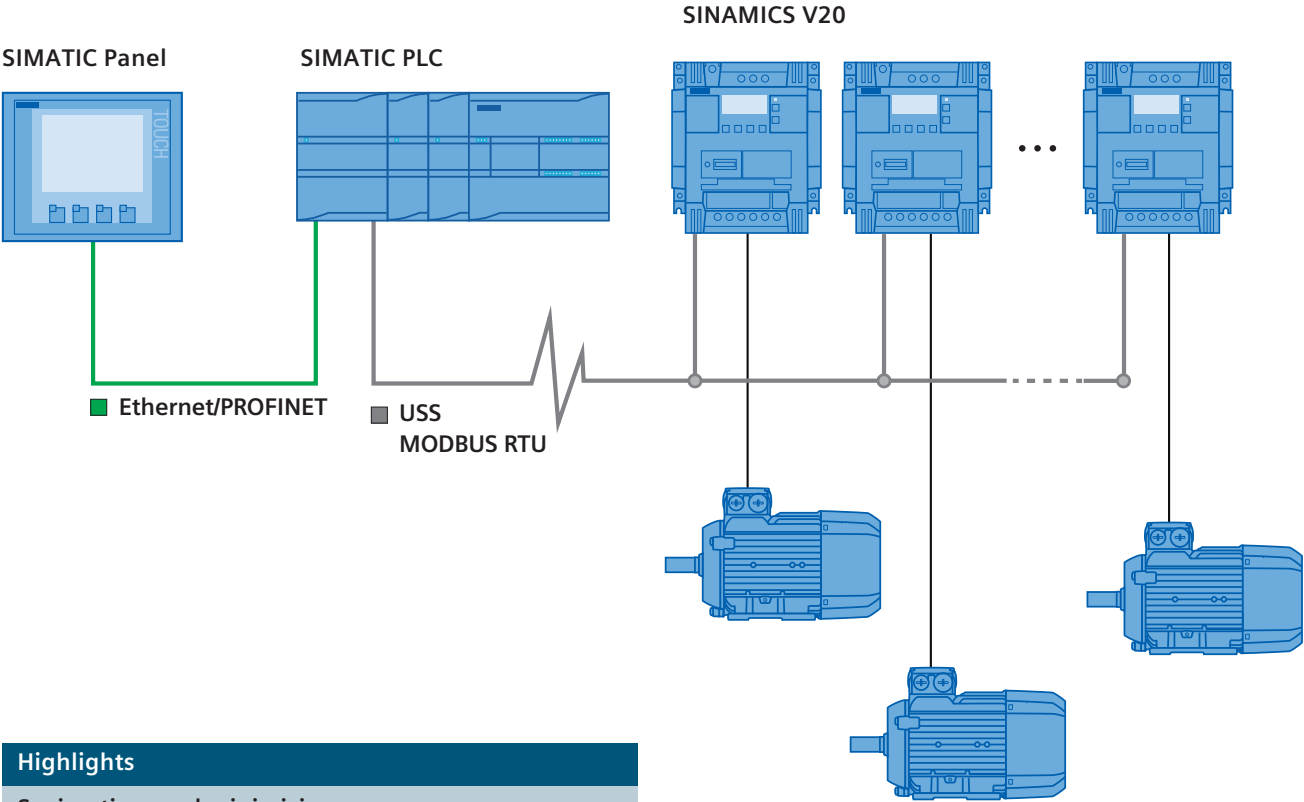 SINAMICS V20
SIMATIC Panel
SIMATIC PLC
TOUCH
Ethernet/PROFINET
USS
MODBUS RTU
Highlights